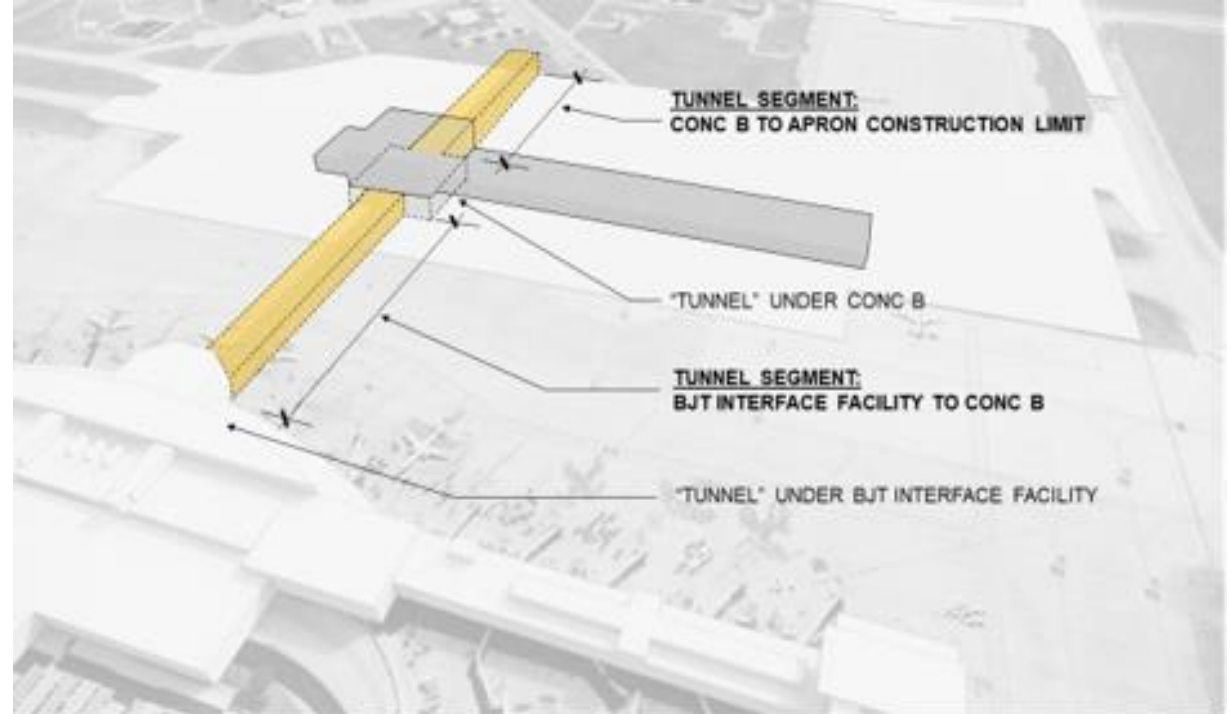 TUNNEL SEGMENT:
CONC B TO APRON CONSTRUCTION LIMIT
"TUNNEL" UNDER CONC B
TUNNEL SEGMENT:
BJT INTERFACE FACILITY TO CONC B
"TUNNEL" UNDER BJT INTERFACE FACILITY